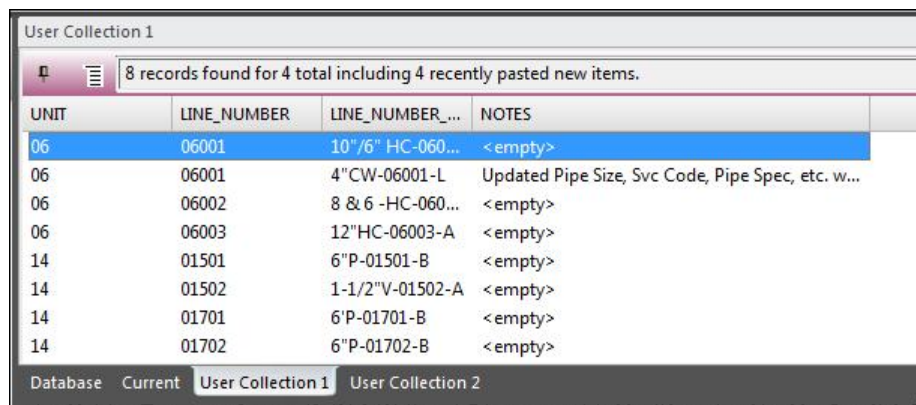 User Collection 1
8 records found for 4 total including 4 recently pasted new items.
UNIT LINE_NUMBER LINE_NUMBER_... NOTES
06 06001 10"/6" HC-060... <empty>
06 06001 4"CW-06001-L Updated Pipe Size, Svc Code, Pipe Spec, etc. w...
06 06002 8 & 6 -HC-060... <empty>
06 06003 12"HC-06003-A <empty>
14 01501 6"P-01501-B <empty>
14 01502 1-1/2"V-01502-A <empty>
14 01701 6'P-01701-B <empty>
14 01702 6"P-01702-B <empty>
Database Current User Collection 1 User Collection 2